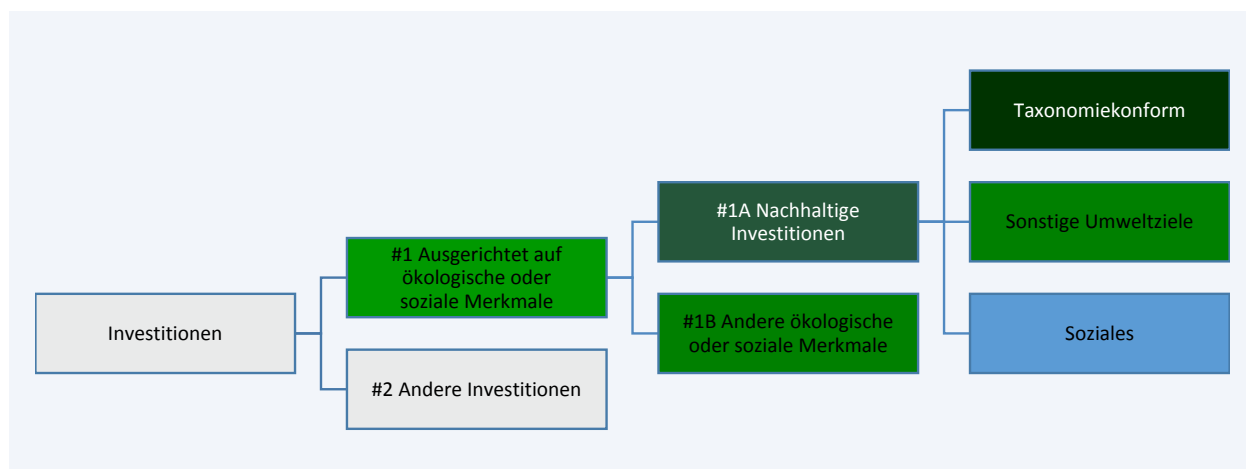 Investitionen
#1 Ausgerichtet auf
ökologische oder
soziale Merkmale
#2 Andere Investitionen
#1A Nachhaltige
Investitionen
#1B Andere ökologische
oder soziale Merkmale
Taxonomiekonform
Sonstige Umweltziele
Soziales